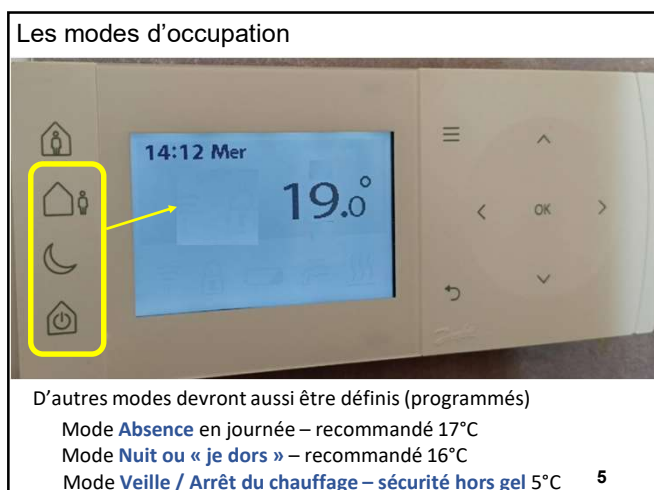 Les modes d'occupation
14:12 Mer
19.0°
OK
Danfoss
D'autres modes devront aussi être définis (programmés)
Mode Absence en journée – recommandé 17°C
Mode Nuit ou « je dors » – recommandé 16°C
Mode Veille / Arrêt du chauffage – sécurité hors gel 5°C
5